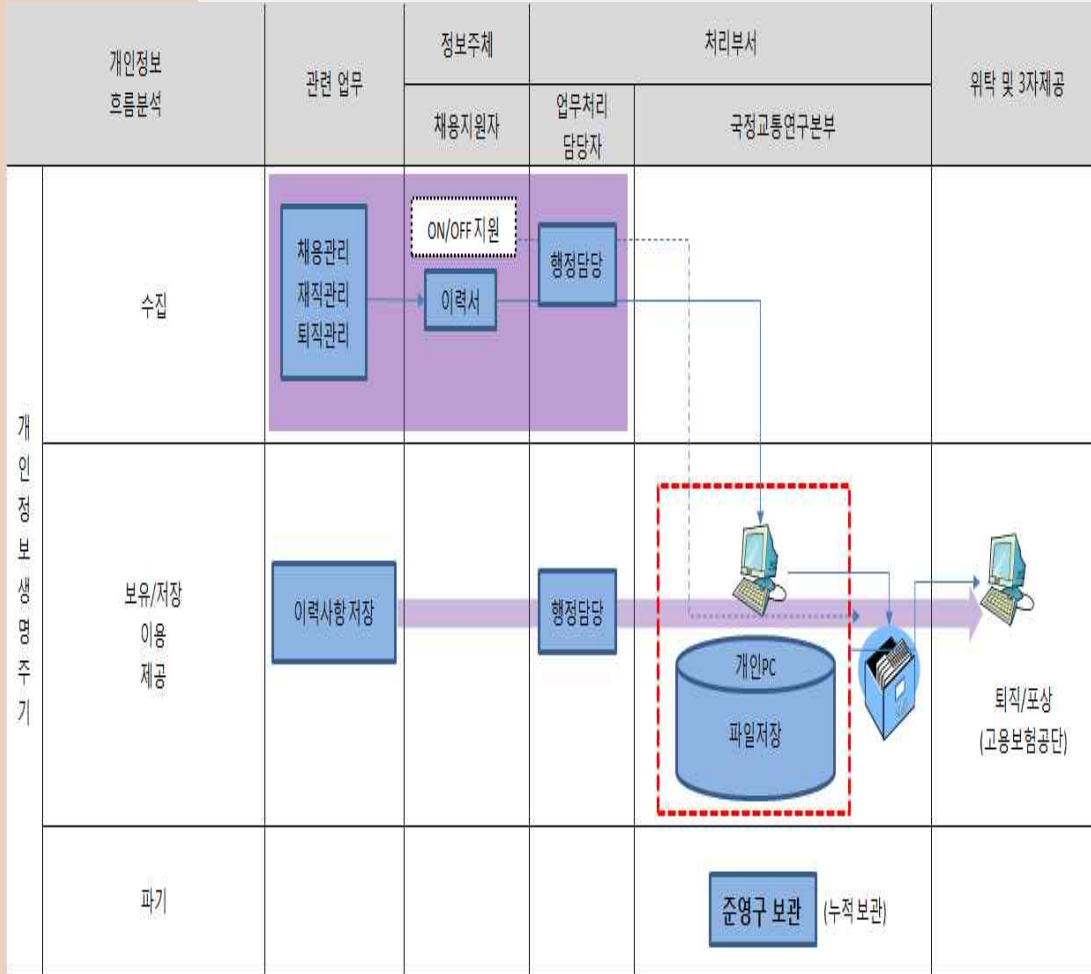 개인정보
흐름분석
관련 업무
정보주체
처리부서
위탁 및 3자제공
채용지원자
업무처리
담당자
국정교통연구본부
개인정보생명주기
수집
채용관리
재직관리
퇴직관리
ON/OFF 지원
이력서
행정담당
보유/저장
이용
제공
이력사항 저장
행정담당
개인PC
파일저장
퇴직/포상
(고용보험공단)
파기
준영구 보관
(누적 보관)